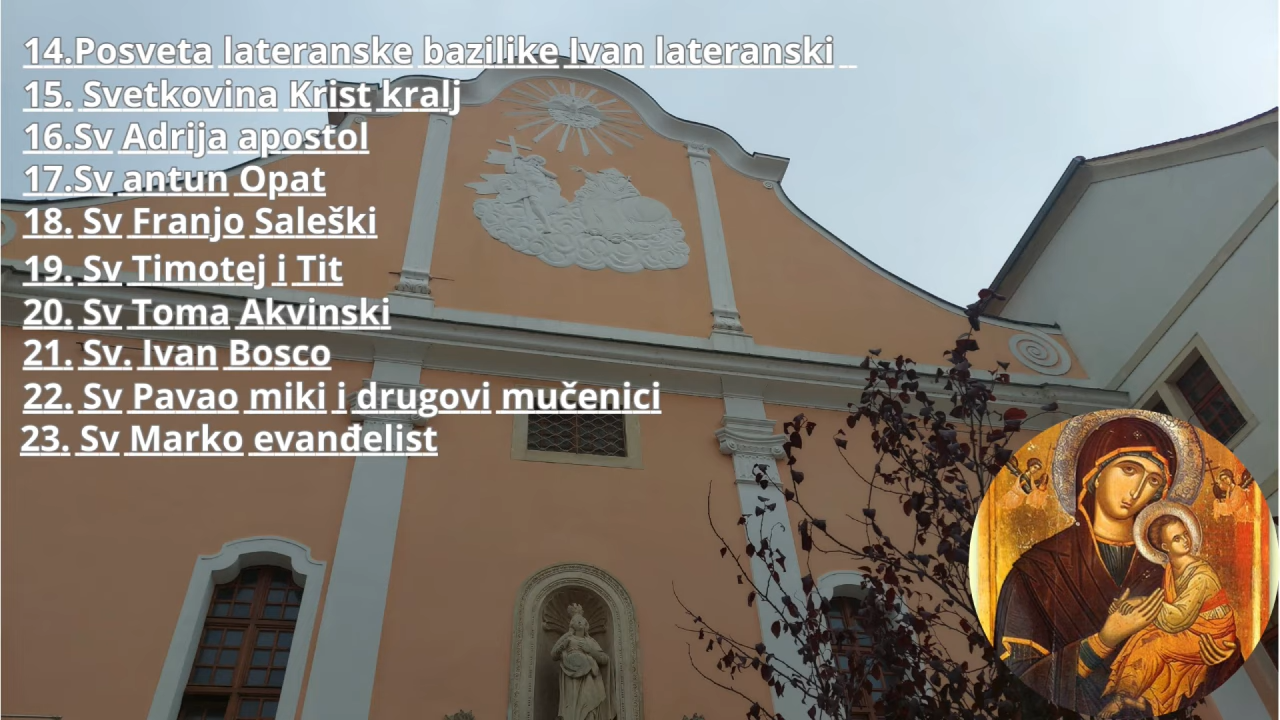 14.Posveta lateranske bazilike Ivan lateranski
15. Svetkovina Krist kralj
16.Sv Adrija apostol
17.Sv antun Opat
18. Sv Franjo Saleški
19. Sv Timotej i Tit
20. Sv Toma Akvinski
21. Sv. Ivan Bosco
22. Sv Pavao miki i drugovi mučenici
23. Sv Marko evanđelist